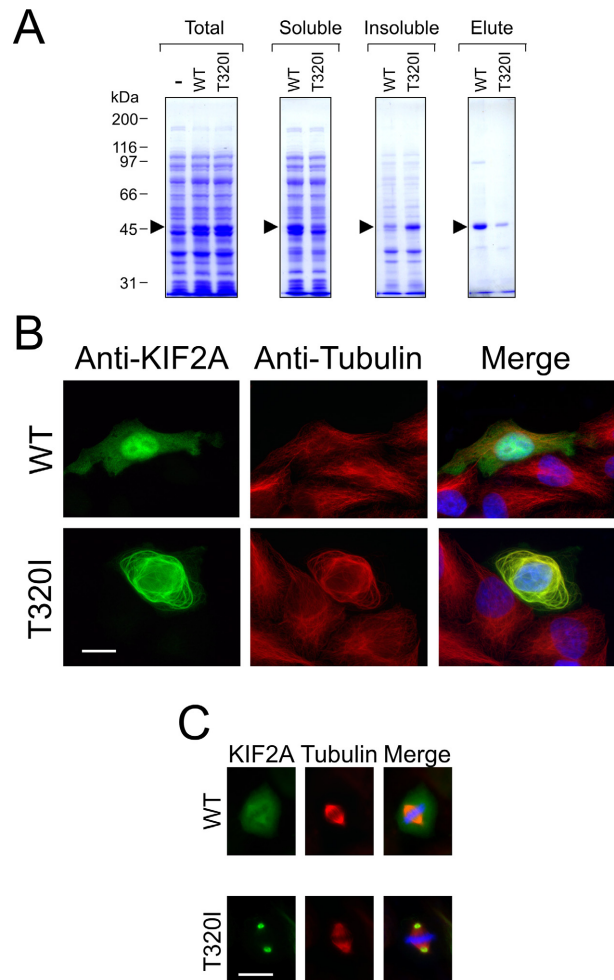 A
Total Soluble Insoluble Elute
- WT T320I WT T320I WT T320I WT T320I
kDa
200
116
97
66
45
31
B
Anti-KIF2A Anti-Tubulin Merge
WT
T320I
C
KIF2A Tubulin Merge
WT
T320I